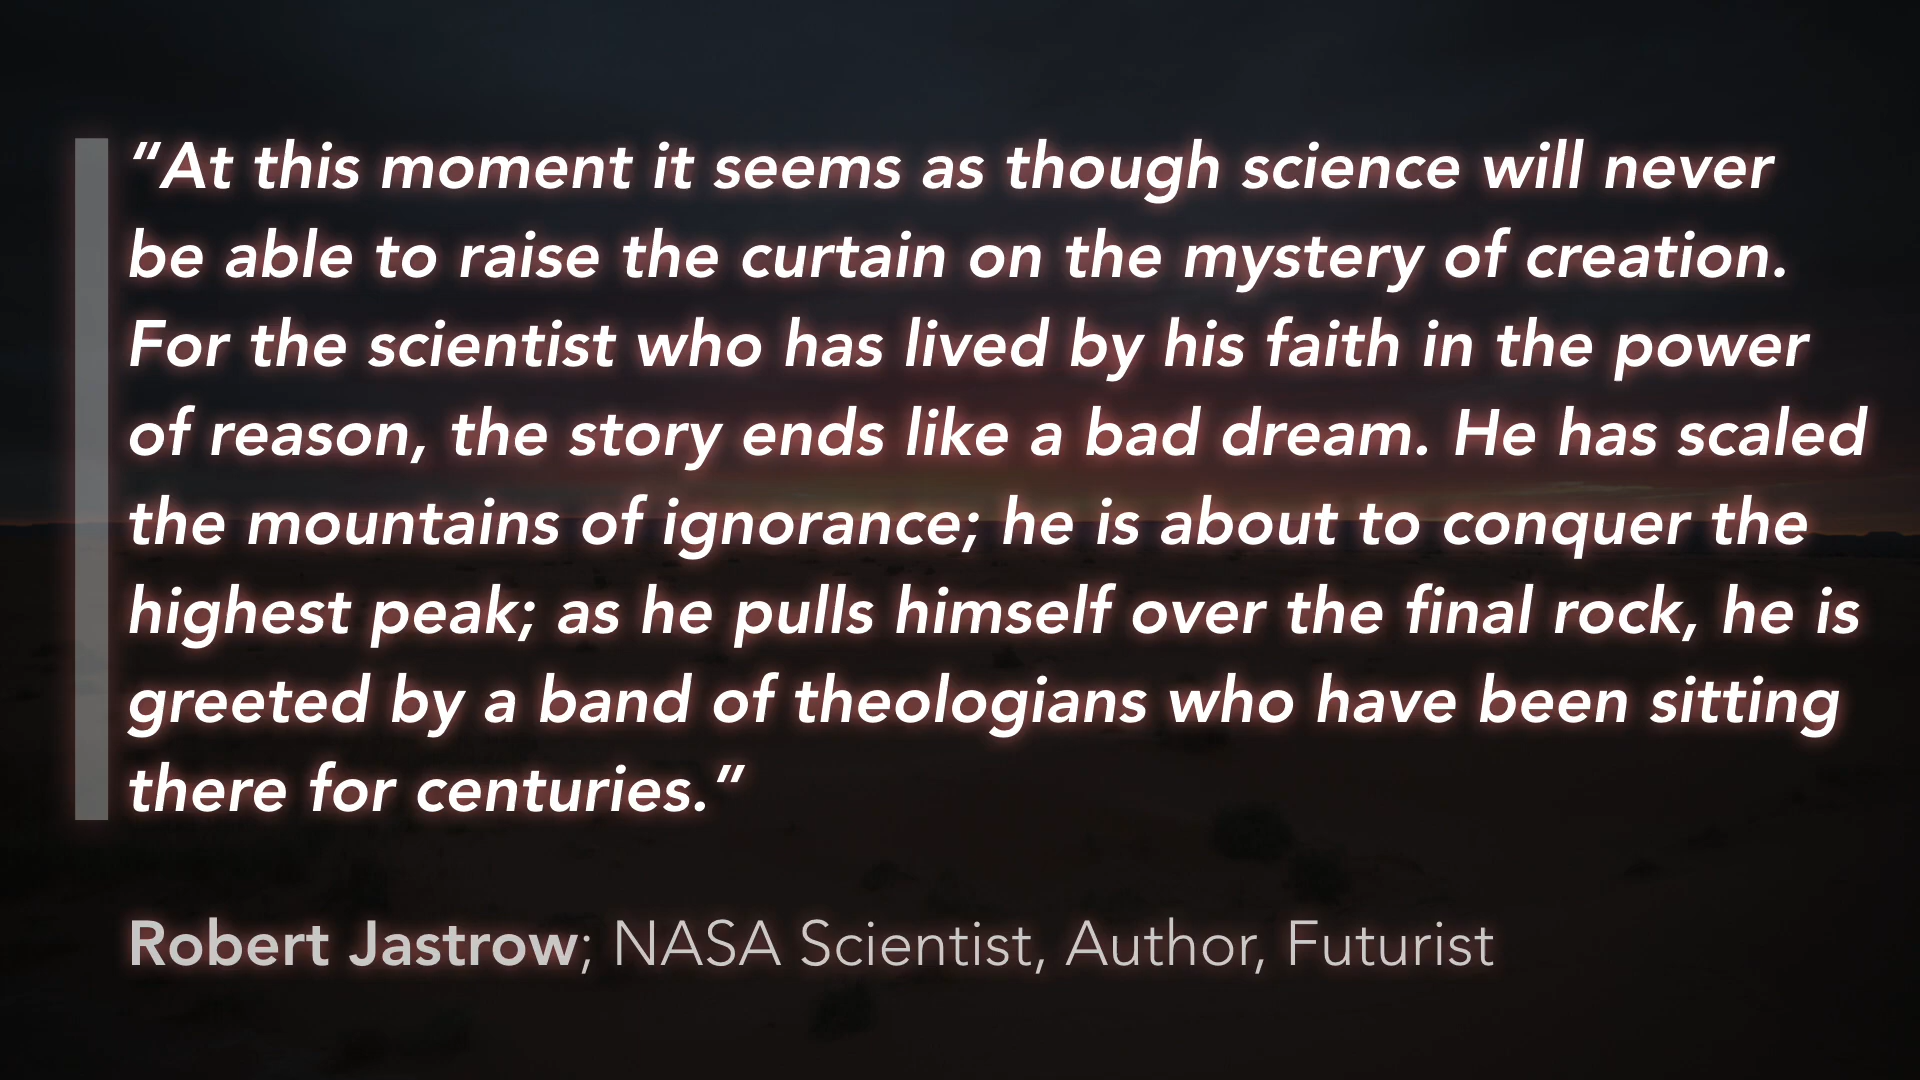 “At this moment it seems as though science will never
be able to raise the curtain on the mystery of creation.
For the scientist who has lived by his faith in the power
of reason, the story ends like a bad dream. He has scaled
the mountains of ignorance; he is about to conquer the
highest peak; as he pulls himself over the final rock, he is
greeted by a band of theologians who have been sitting
there for centuries.”
Robert Jastrow; NASA Scientist, Author, Futurist